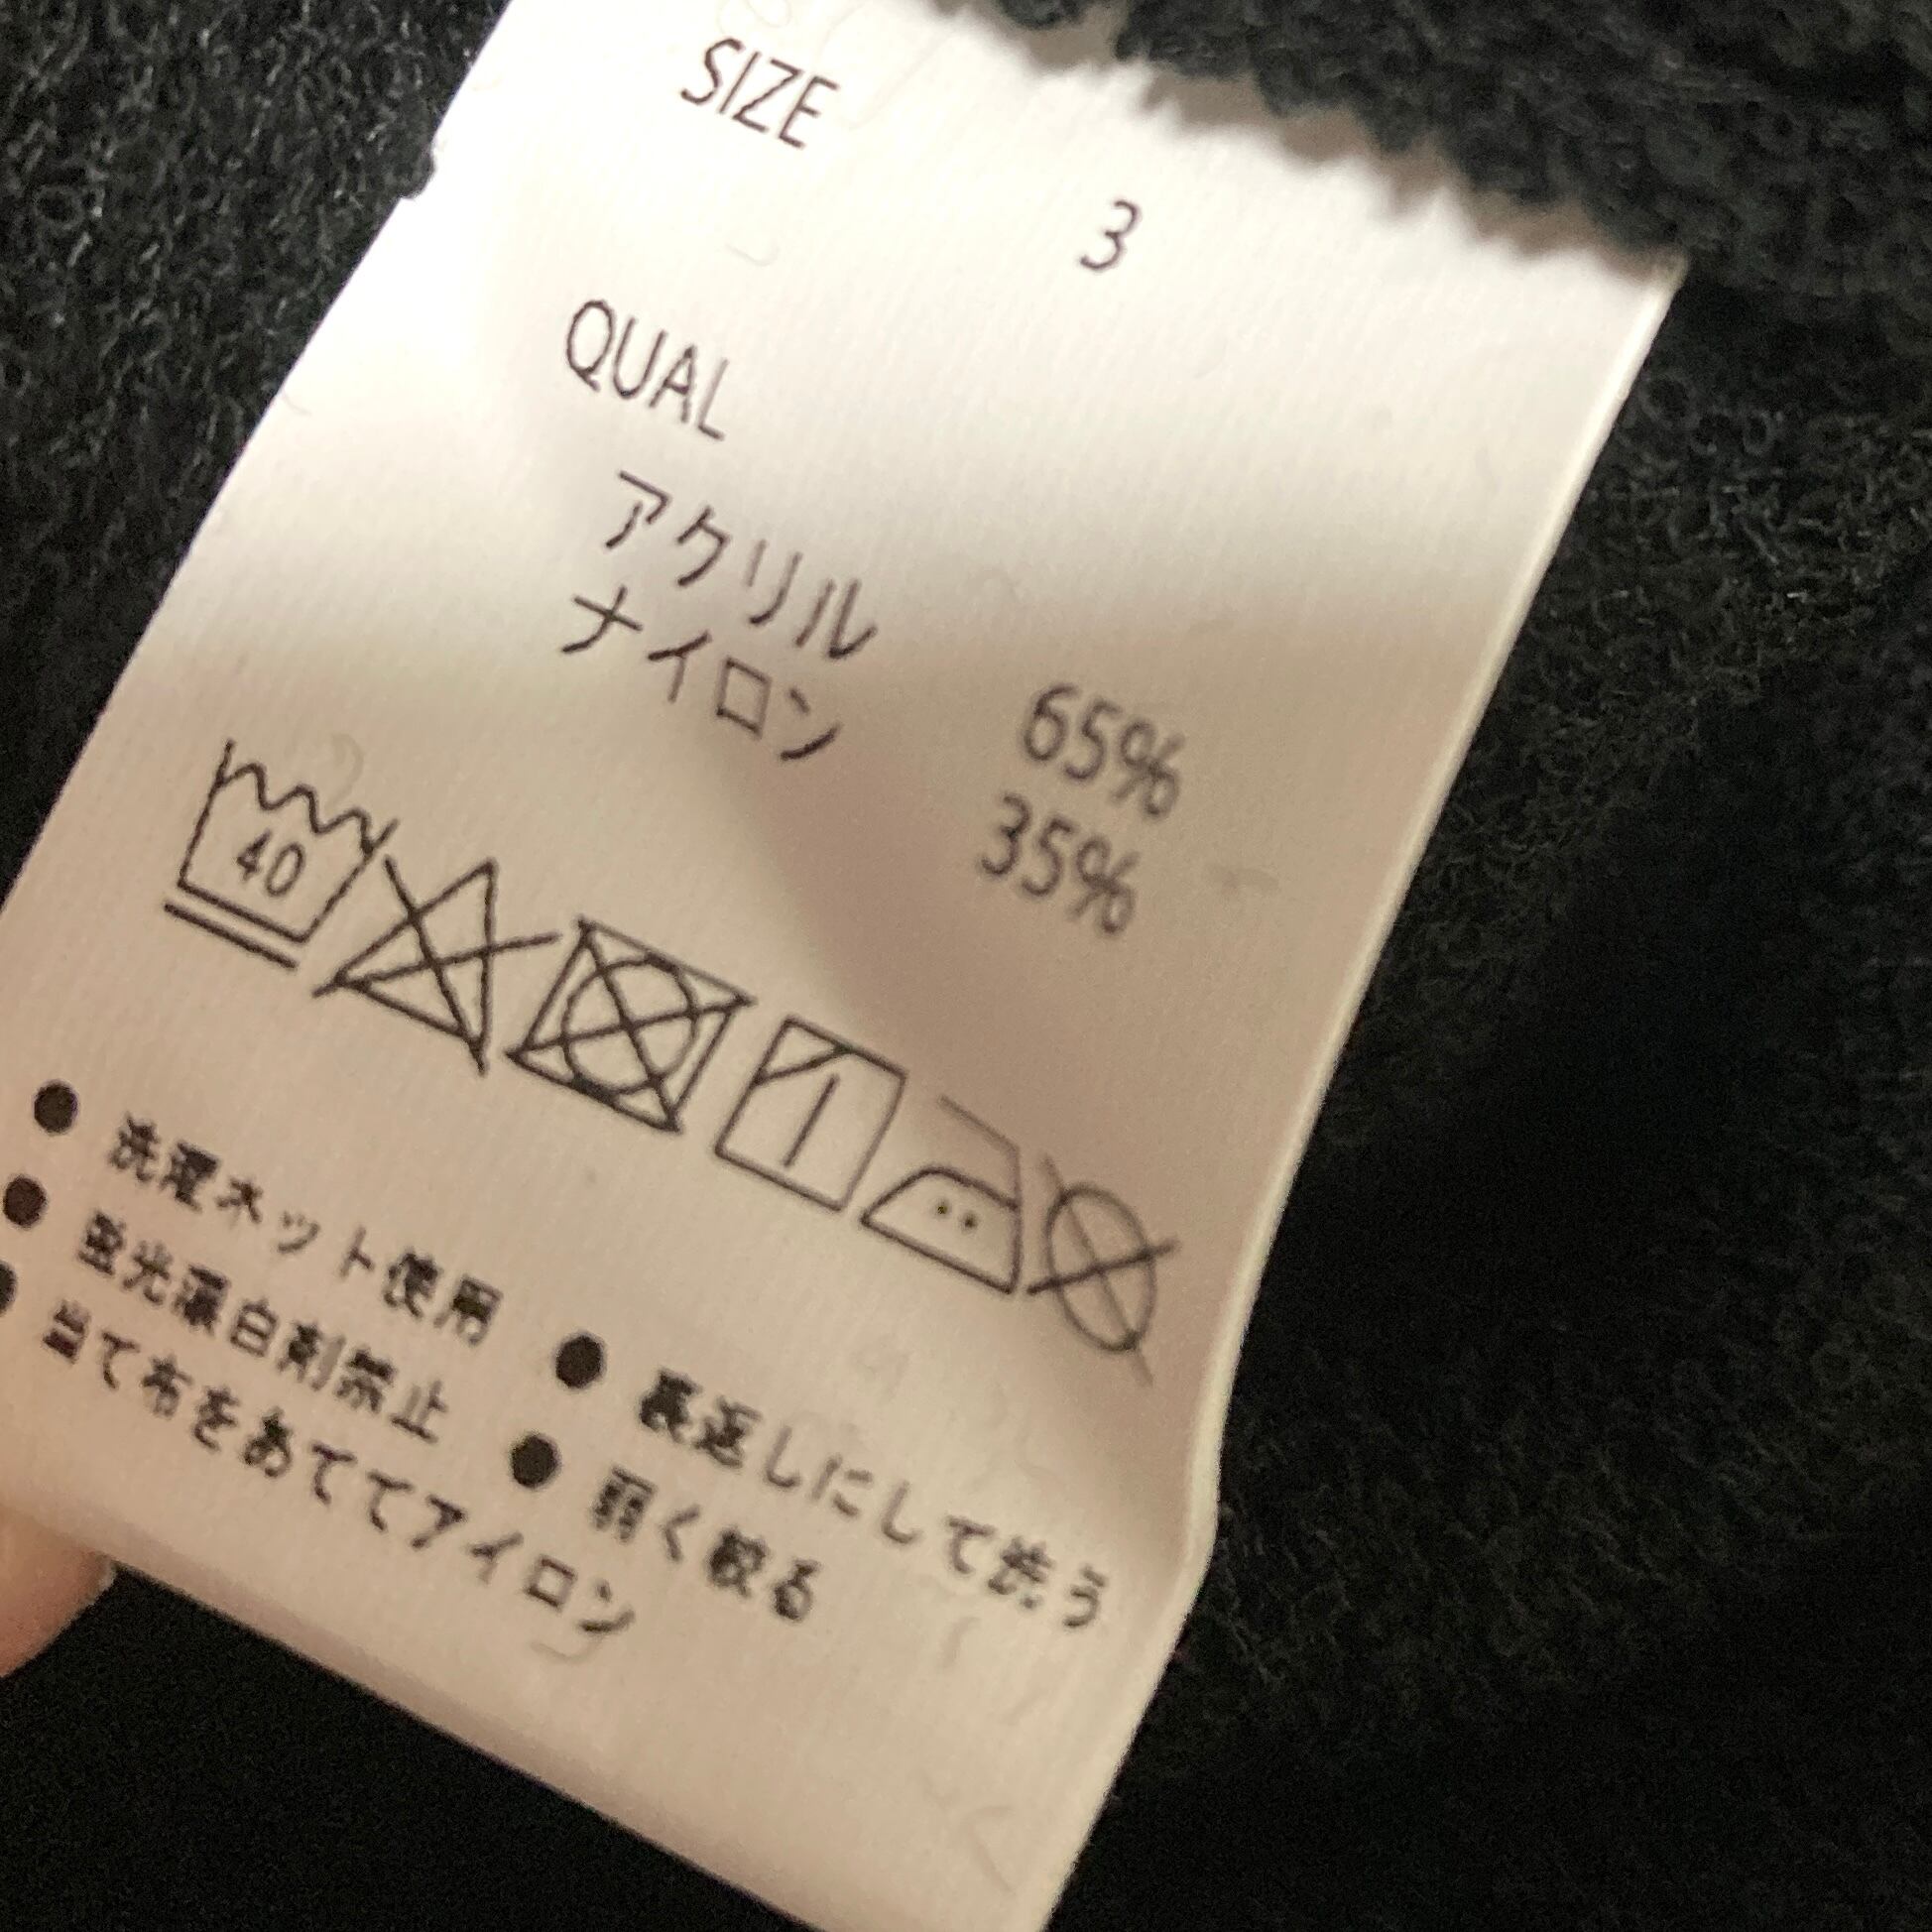 SIZE
3
QUAL
アクリル 65%
ナイロン 35%
40
● 洗濯ネット使用 ● 裏返しにして洗う
● 蛍光漂白剤禁止 ● 弱く絞る
● 当て布をあててアイロン